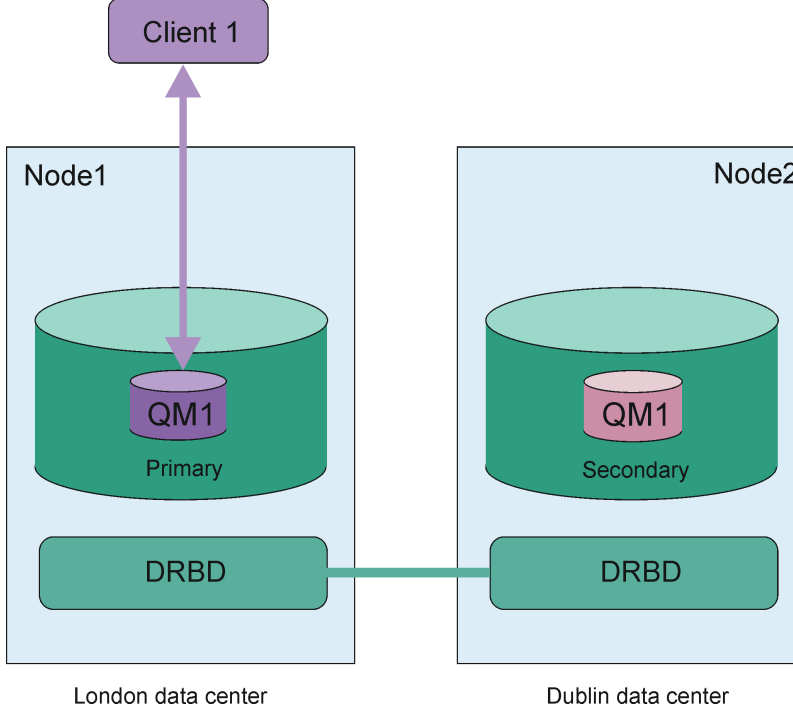 Client 1
Node1
Node2
QM1
Primary
QM1
Secondary
DRBD
DRBD
London data center
Dublin data center